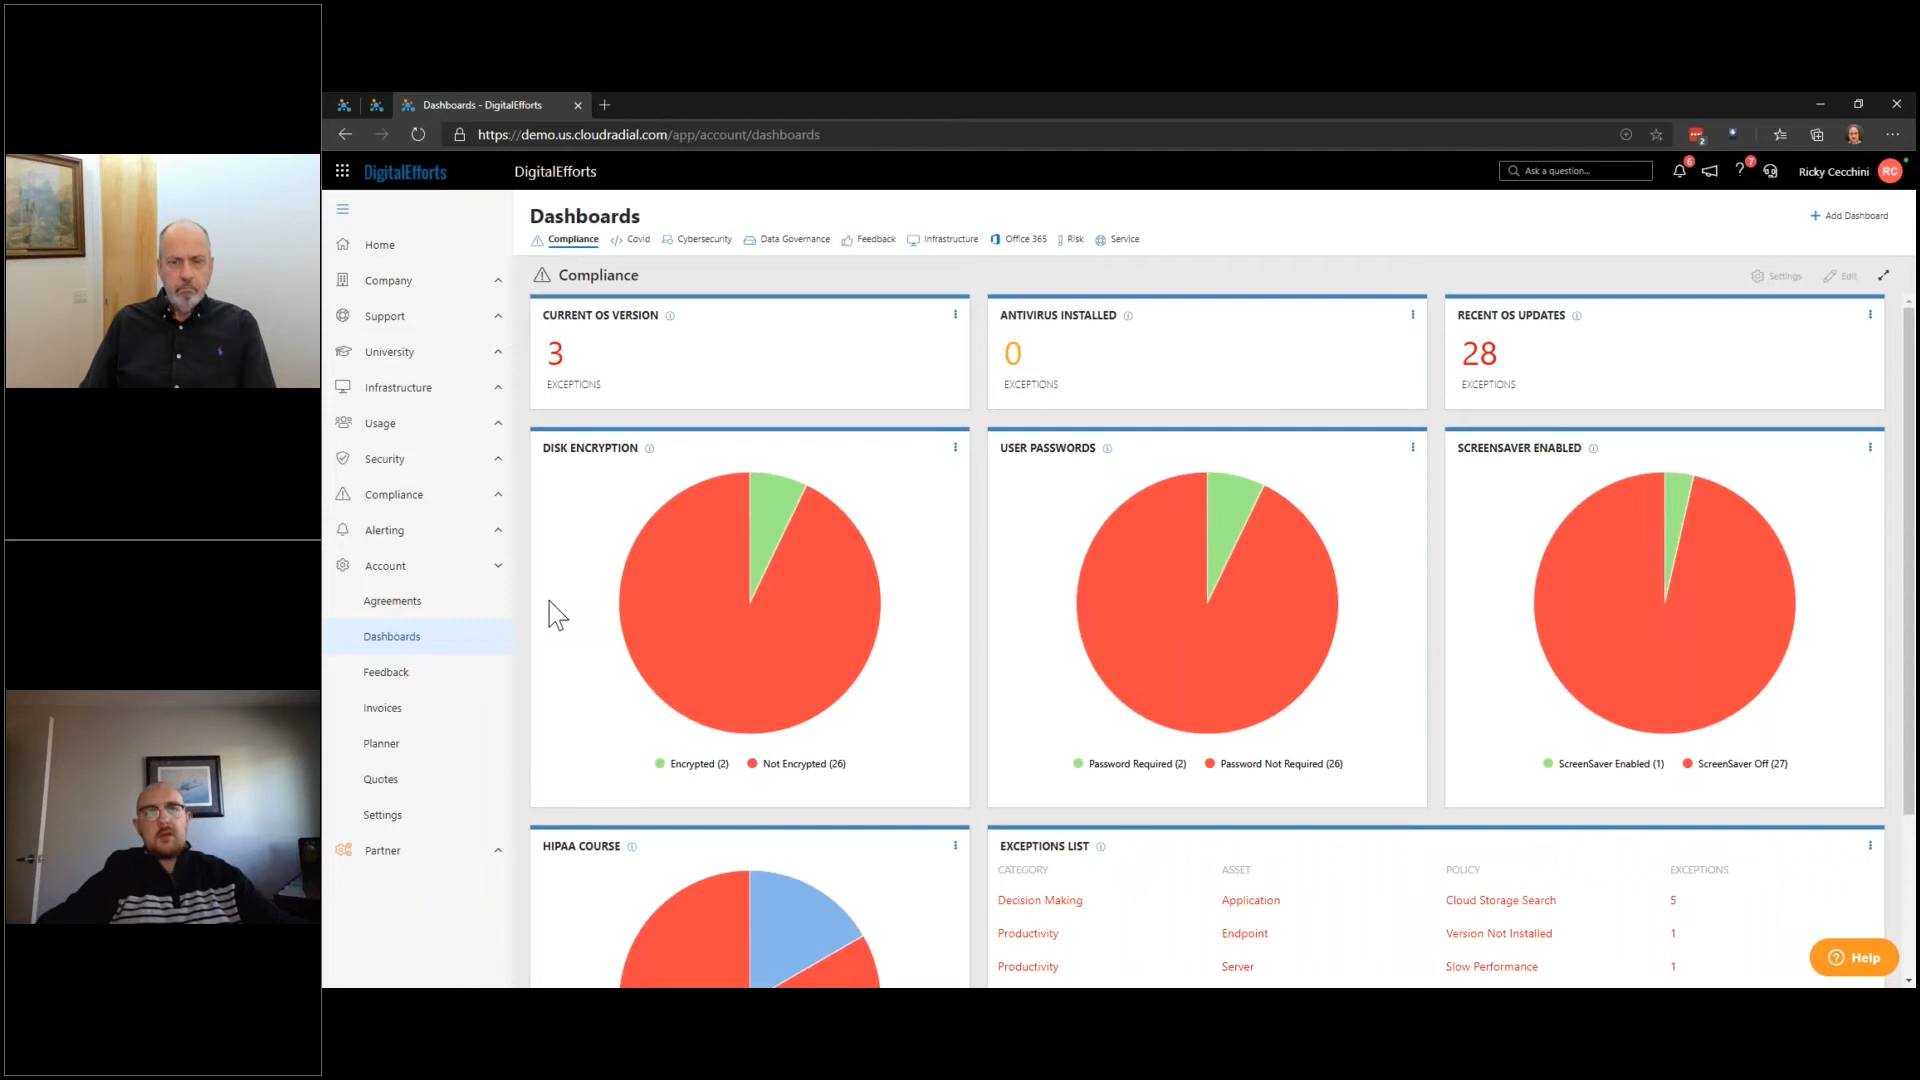 Dashboards - DigitalEfforts
https://demo.us.cloudradial.com/app/account/dashboards
2
DigitalEfforts
DigitalEfforts
Ask a question...
6
?
7
Ricky Cecchini
RC
Home
Company
Support
University
Infrastructure
Usage
Security
Compliance
Alerting
Account
Agreements
Dashboards
Feedback
Invoices
Planner
Quotes
Settings
Partner
Dashboards
+ Add Dashboard
Compliance Covid Cybersecurity Data Governance Feedback Infrastructure Office 365 Risk Service
Compliance
Settings Edit
CURRENT OS VERSION
3
EXCEPTIONS
ANTIVIRUS INSTALLED
0
EXCEPTIONS
RECENT OS UPDATES
28
EXCEPTIONS
DISK ENCRYPTION
Encrypted (2) Not Encrypted (26)
USER PASSWORDS
Password Required (2) Password Not Required (26)
SCREENSAVER ENABLED
ScreenSaver Enabled (1) ScreenSaver Off (27)
HIPAA COURSE
EXCEPTIONS LIST
CATEGORY ASSET POLICY EXCEPTIONS
Decision Making Application Cloud Storage Search 5
Productivity Endpoint Version Not Installed 1
Productivity Server Slow Performance 1
? Help